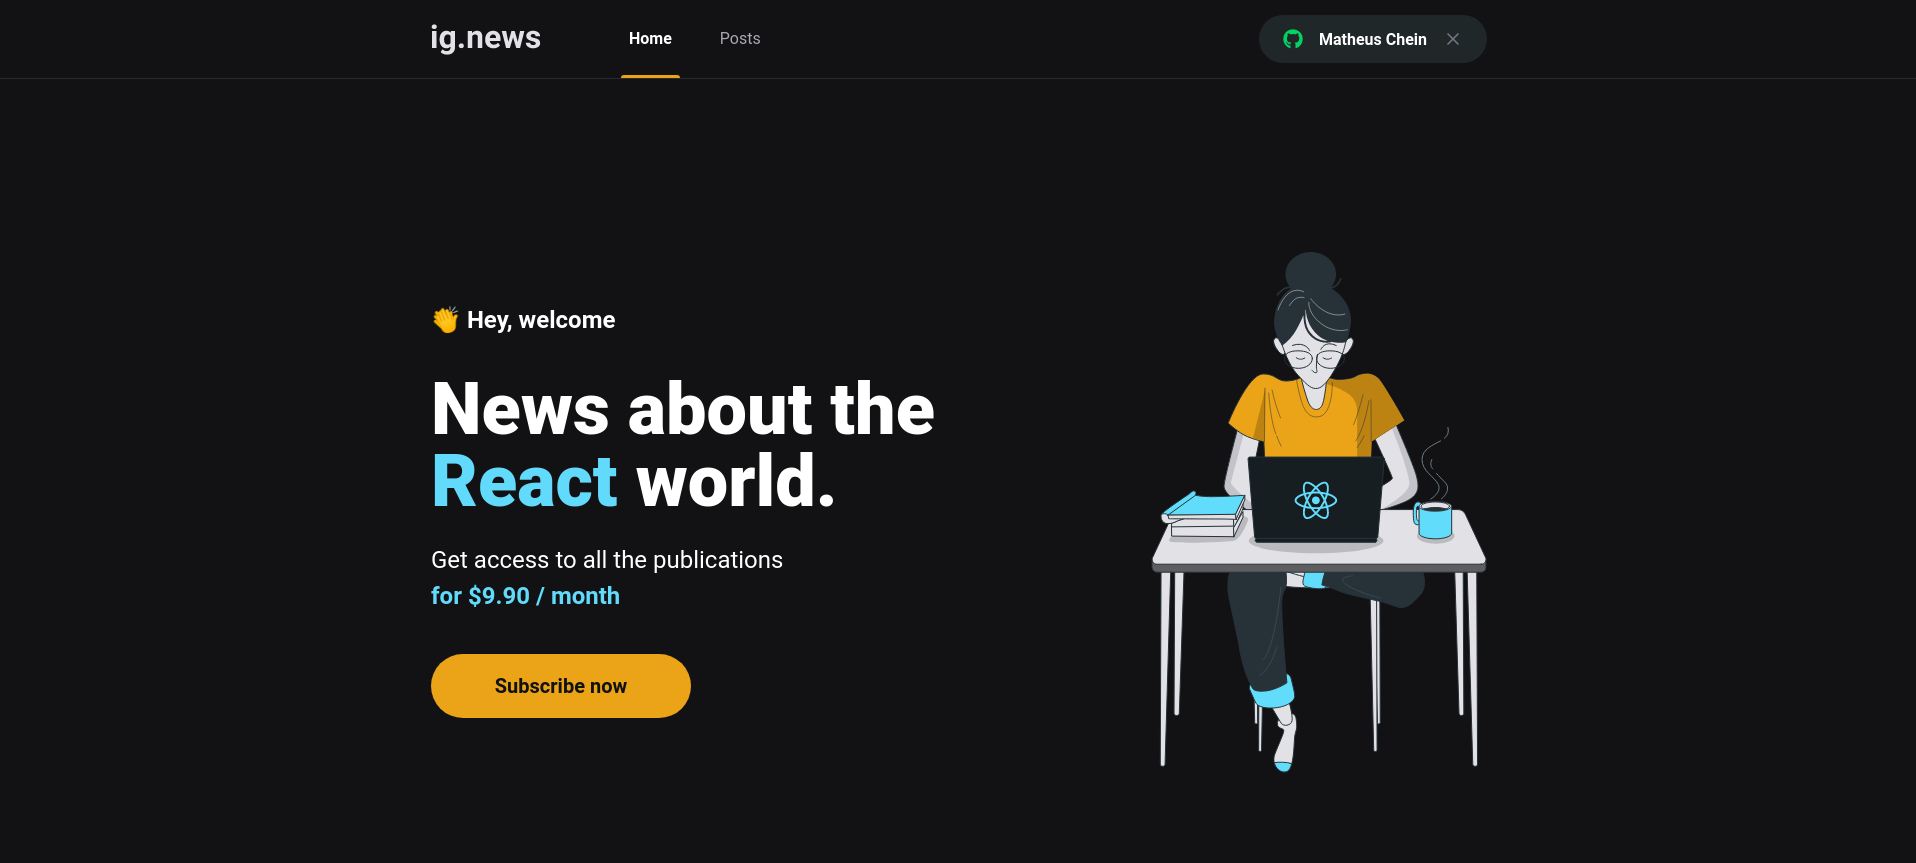 ig.news
Home
Posts
Matheus Chein
👏 Hey, welcome
News about the
React world.
Get access to all the publications
for $9.90 / month
Subscribe now